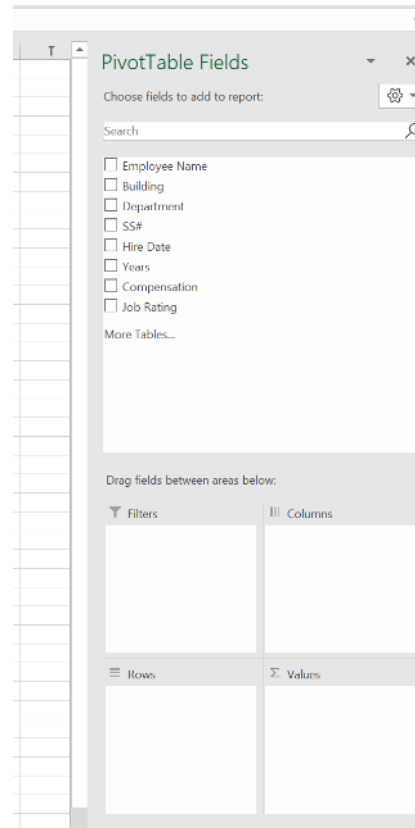 T
PivotTable Fields
Choose fields to add to report:
Search
Employee Name
Building
Department
SS#
Hire Date
Years
Compensation
Job Rating
More Tables...
Drag fields between areas below:
Filters
Columns
Rows
Σ Values